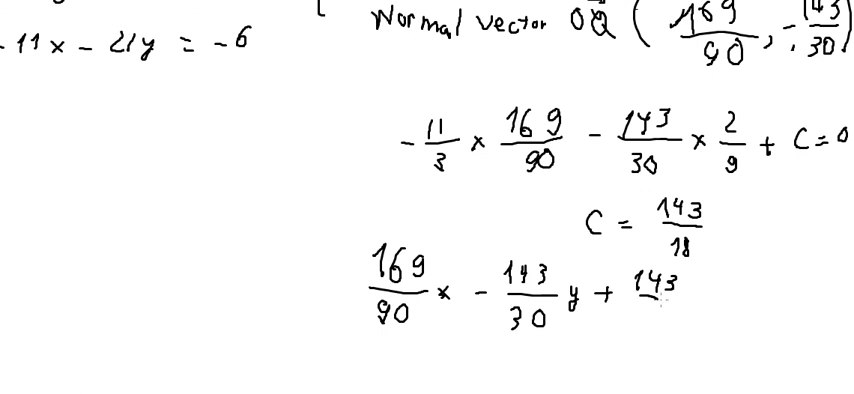 Normal vector OQ ( 169/90 , -143/30 )
- 11x - 21y = -6
- 11/3 x 169/90 - 143/30 x 2/9 + C = 0
C = 143/18
169/90 x - 143/30 y + 143